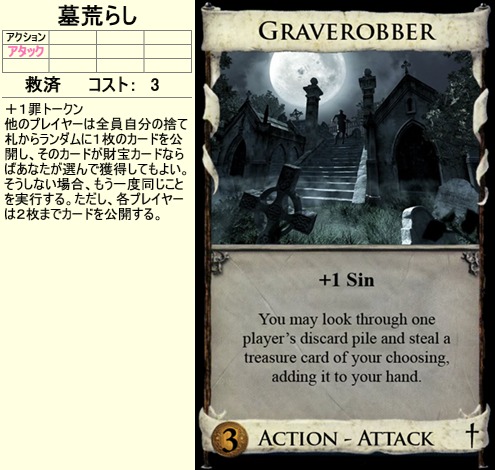 墓荒らし
アクション
アタック
救済 コスト： 3
＋１罪トークン
他のプレイヤーは全員自分の捨て
札からランダムに１枚のカードを公
開し、そのカードが財宝カードなら
ばあなたが選んで獲得してもよい。
そうしない場合、もう一度同じこと
を実行する。ただし、各プレイヤー
は２枚までカードを公開する。
GRAVEROBBER
+1 Sin
You may look through one
player's discard pile and steal a
treasure card of your choosing,
adding it to your hand.
3 ACTION - ATTACK †